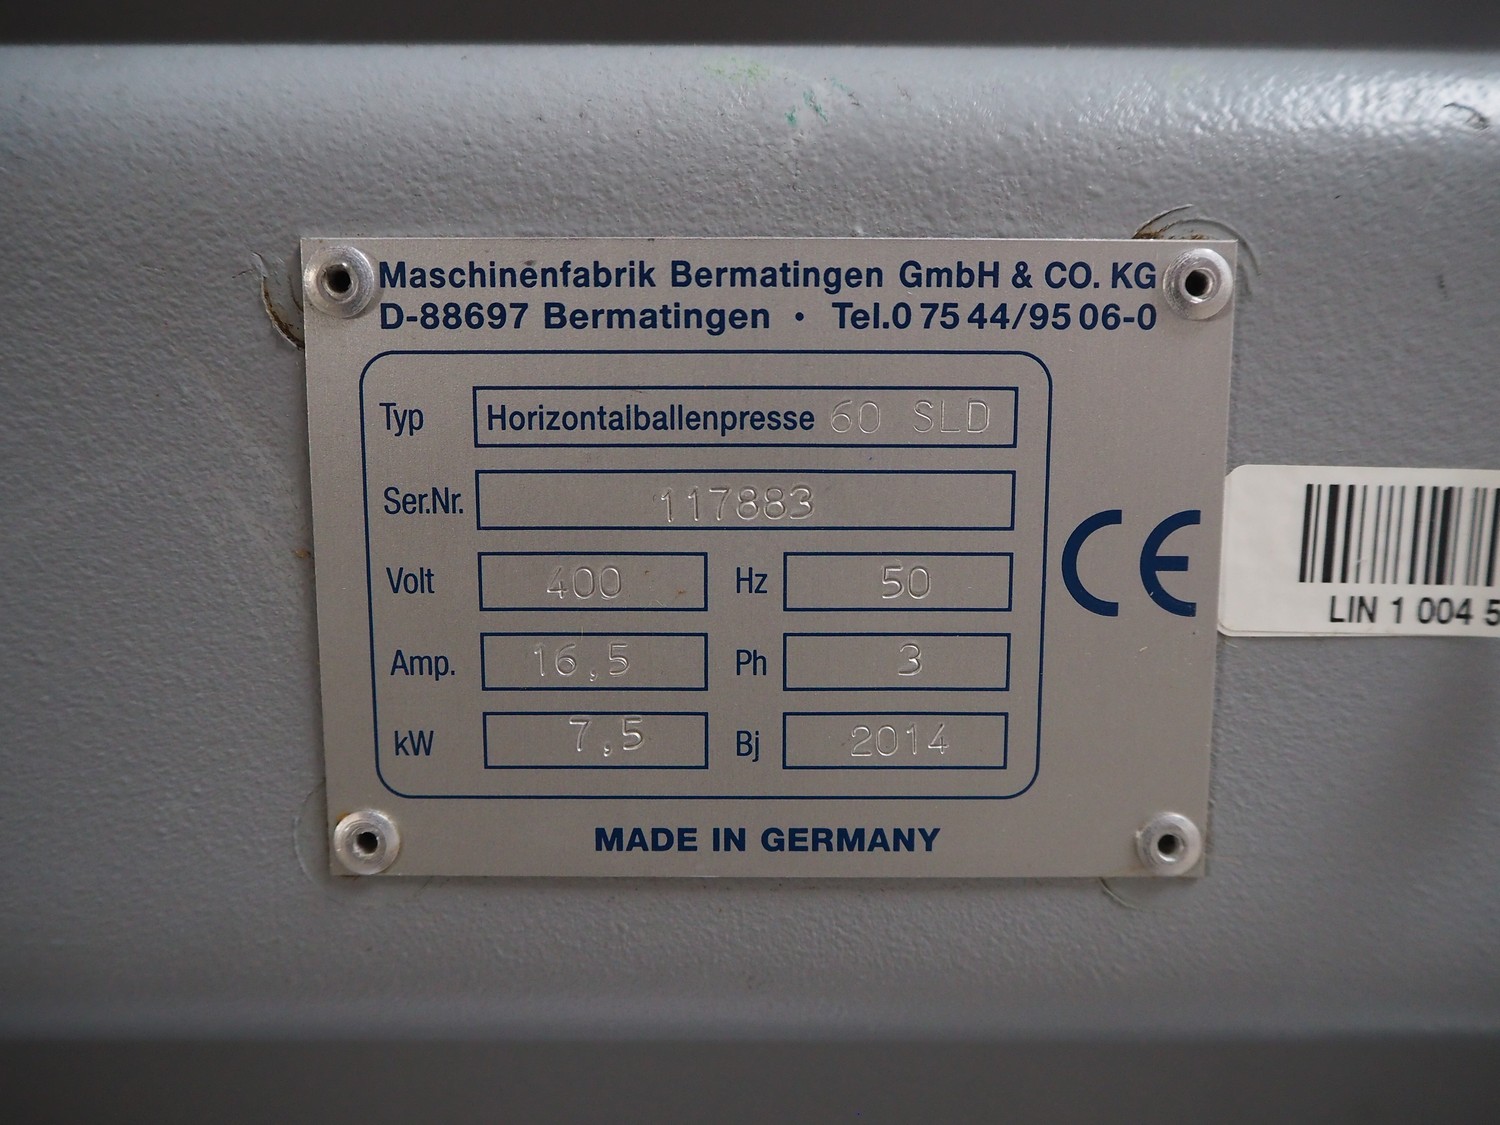 Maschinenfabrik Bermatingen GmbH & CO. KG
D-88697 Bermatingen • Tel.0 75 44/95 06-0
Typ Horizontalballenpresse 60 SLD
Ser.Nr. 117883
Volt 400 Hz 50
Amp. 16,5 Ph 3
kW 7,5 Bj 2014
CE
MADE IN GERMANY
LIN 1 004 5